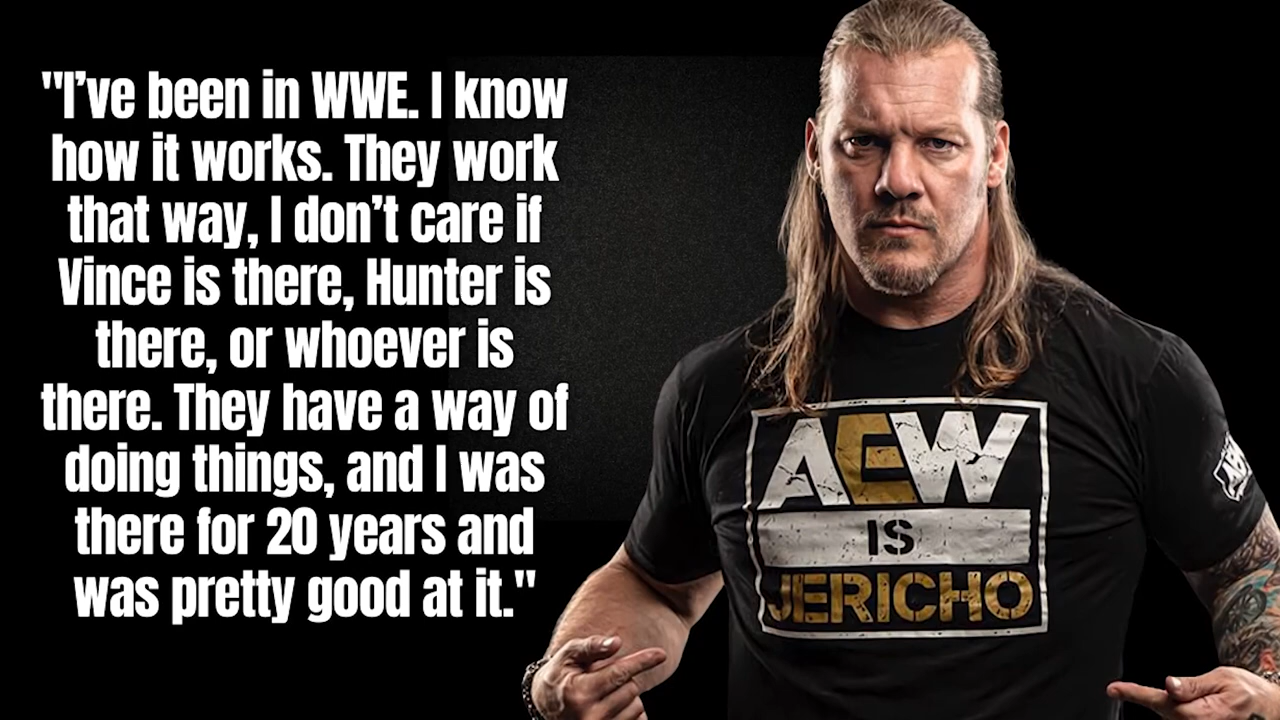 "I’ve been in WWE. I know
how it works. They work
that way, I don’t care if
Vince is there, Hunter is
there, or whoever is
there. They have a way of
doing things, and I was
there for 20 years and
was pretty good at it."
AEW
IS
JERICHO